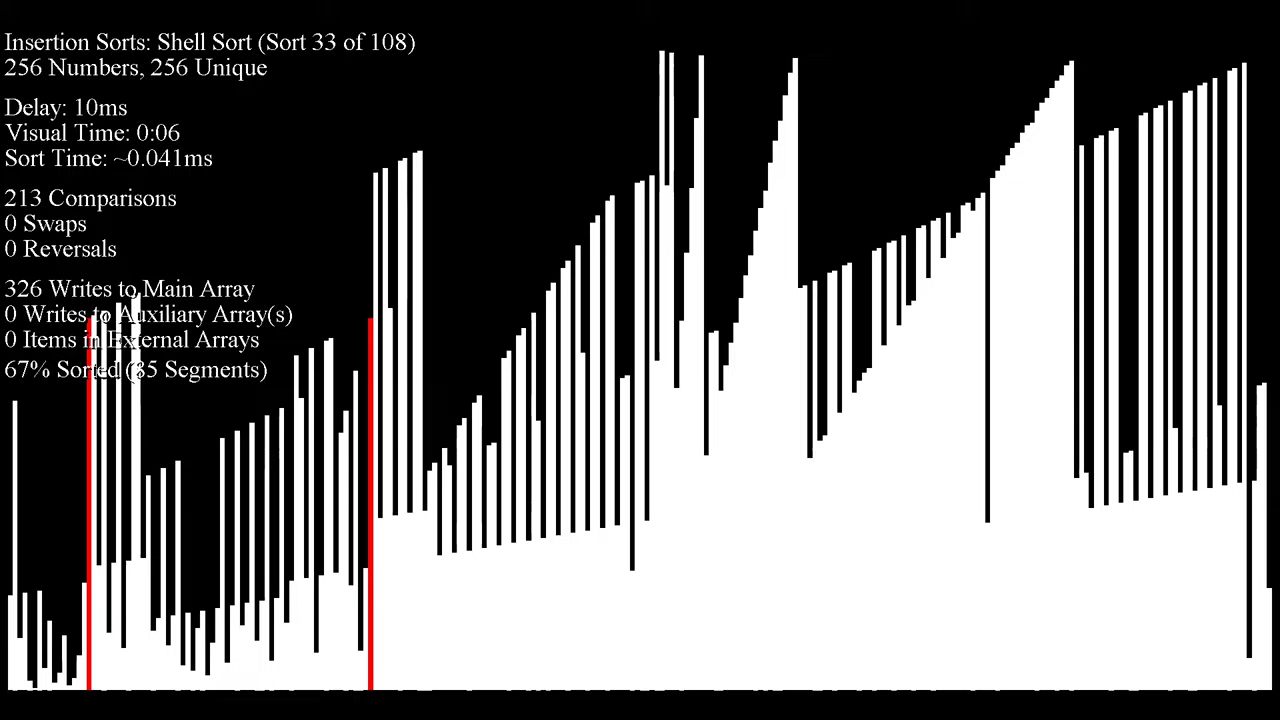 Insertion Sorts: Shell Sort (Sort 33 of 108)
256 Numbers, 256 Unique
Delay: 10ms
Visual Time: 0:06
Sort Time: ~0.041ms
213 Comparisons
0 Swaps
0 Reversals
326 Writes to Main Array
0 Writes to Auxiliary Array(s)
0 Items in External Arrays
67% Sorted (85 Segments)